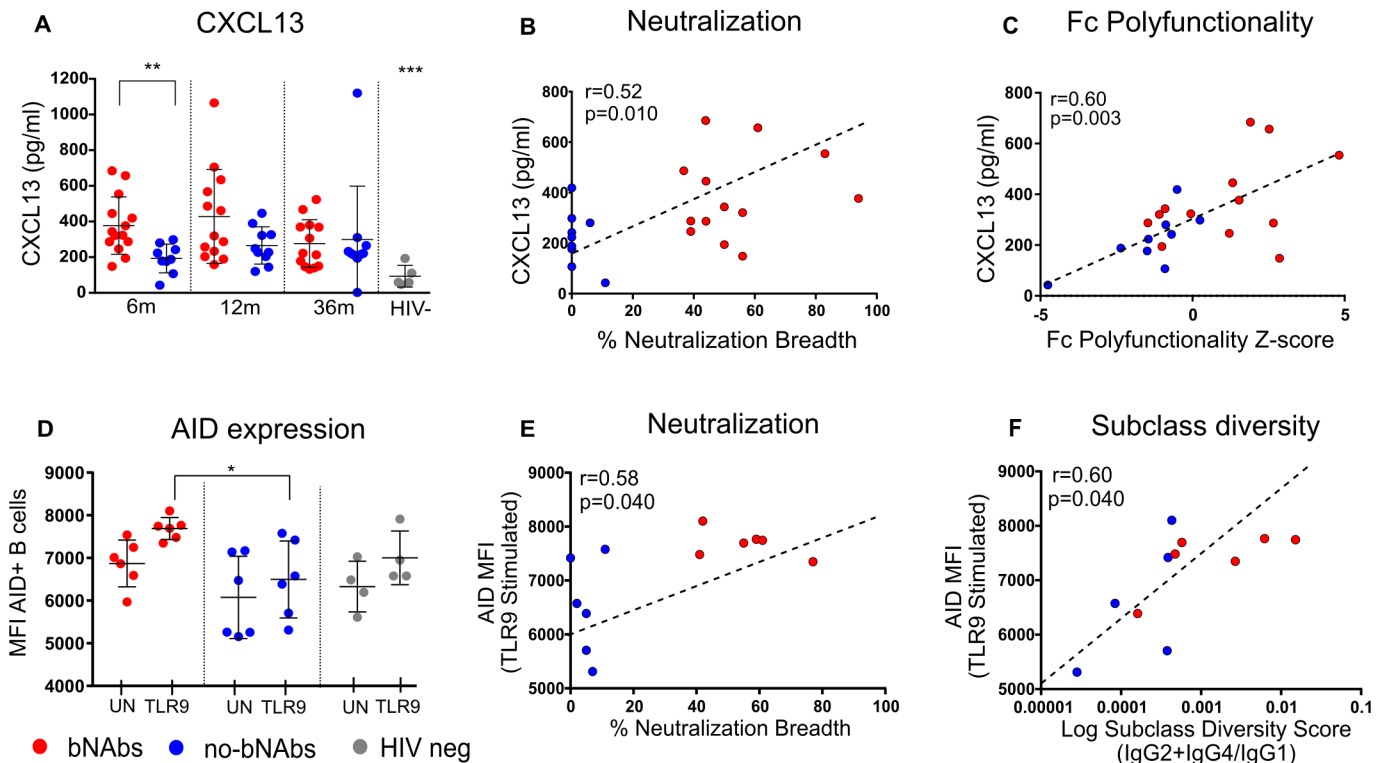 A
CXCL13
CXCL13 (pg/ml)
1200
1000
800
600
400
200
0
**
***
6m
12m
36m
HIV-
B
Neutralization
r=0.52
p=0.010
CXCL13 (pg/ml)
800
600
400
200
0
0 20 40 60 80 100
% Neutralization Breadth
C
Fc Polyfunctionality
r=0.60
p=0.003
CXCL13 (pg/ml)
800
600
400
200
0
-5 0 5
Fc Polyfunctionality Z-score
D
AID expression
MFI AID+ B cells
9000
8000
7000
6000
5000
4000
*
UN TLR9 UN TLR9 UN TLR9
E
Neutralization
r=0.58
p=0.040
AID MFI
(TLR9 Stimulated)
9000
8000
7000
6000
5000
0 20 40 60 80 100
% Neutralization Breadth
F
Subclass diversity
r=0.60
p=0.040
AID MFI
(TLR9 Stimulated)
9000
8000
7000
6000
5000
0.00001 0.0001 0.001 0.01 0.1
Log Subclass Diversity Score
(IgG2+IgG4/IgG1)
bNAbs no-bNAbs HIV neg